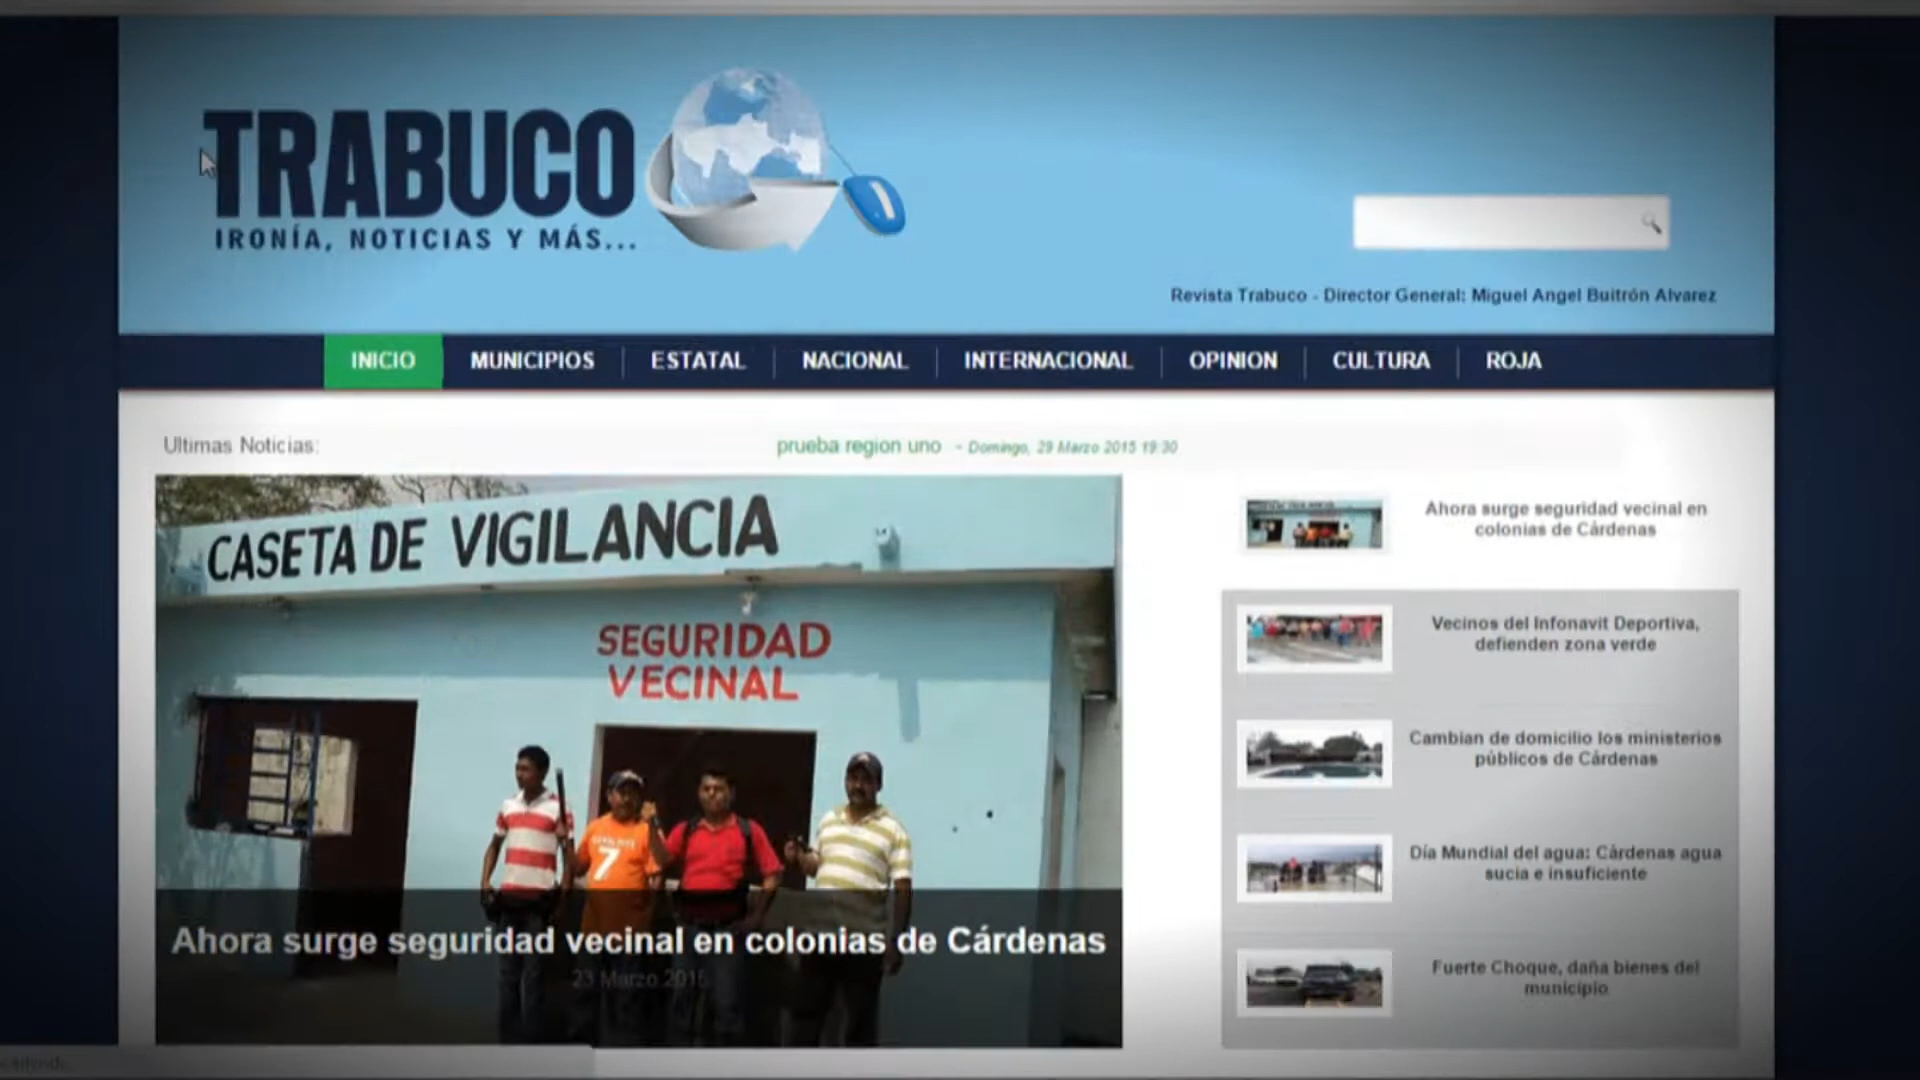 TRABUCO
IRONÍA, NOTICIAS Y MÁS...
Revista Trabuco - Director General: Miguel Angel Buitrón Alvarez
INICIO MUNICIPIOS ESTATAL NACIONAL INTERNACIONAL OPINION CULTURA ROJA
Ultimas Noticias: prueba region uno - Domingo, 29 Marzo 2015 19:30
CASETA DE VIGILANCIA
SEGURIDAD
VECINAL
7
Ahora surge seguridad vecinal en colonias de Cárdenas
23 Marzo 2015
Ahora surge seguridad vecinal en
colonias de Cárdenas
Vecinos del Infonavit Deportiva,
defienden zona verde
Cambian de domicilio los ministerios
públicos de Cárdenas
Día Mundial del agua: Cárdenas agua
sucia e insuficiente
Fuerte Choque, daña bienes del
municipio